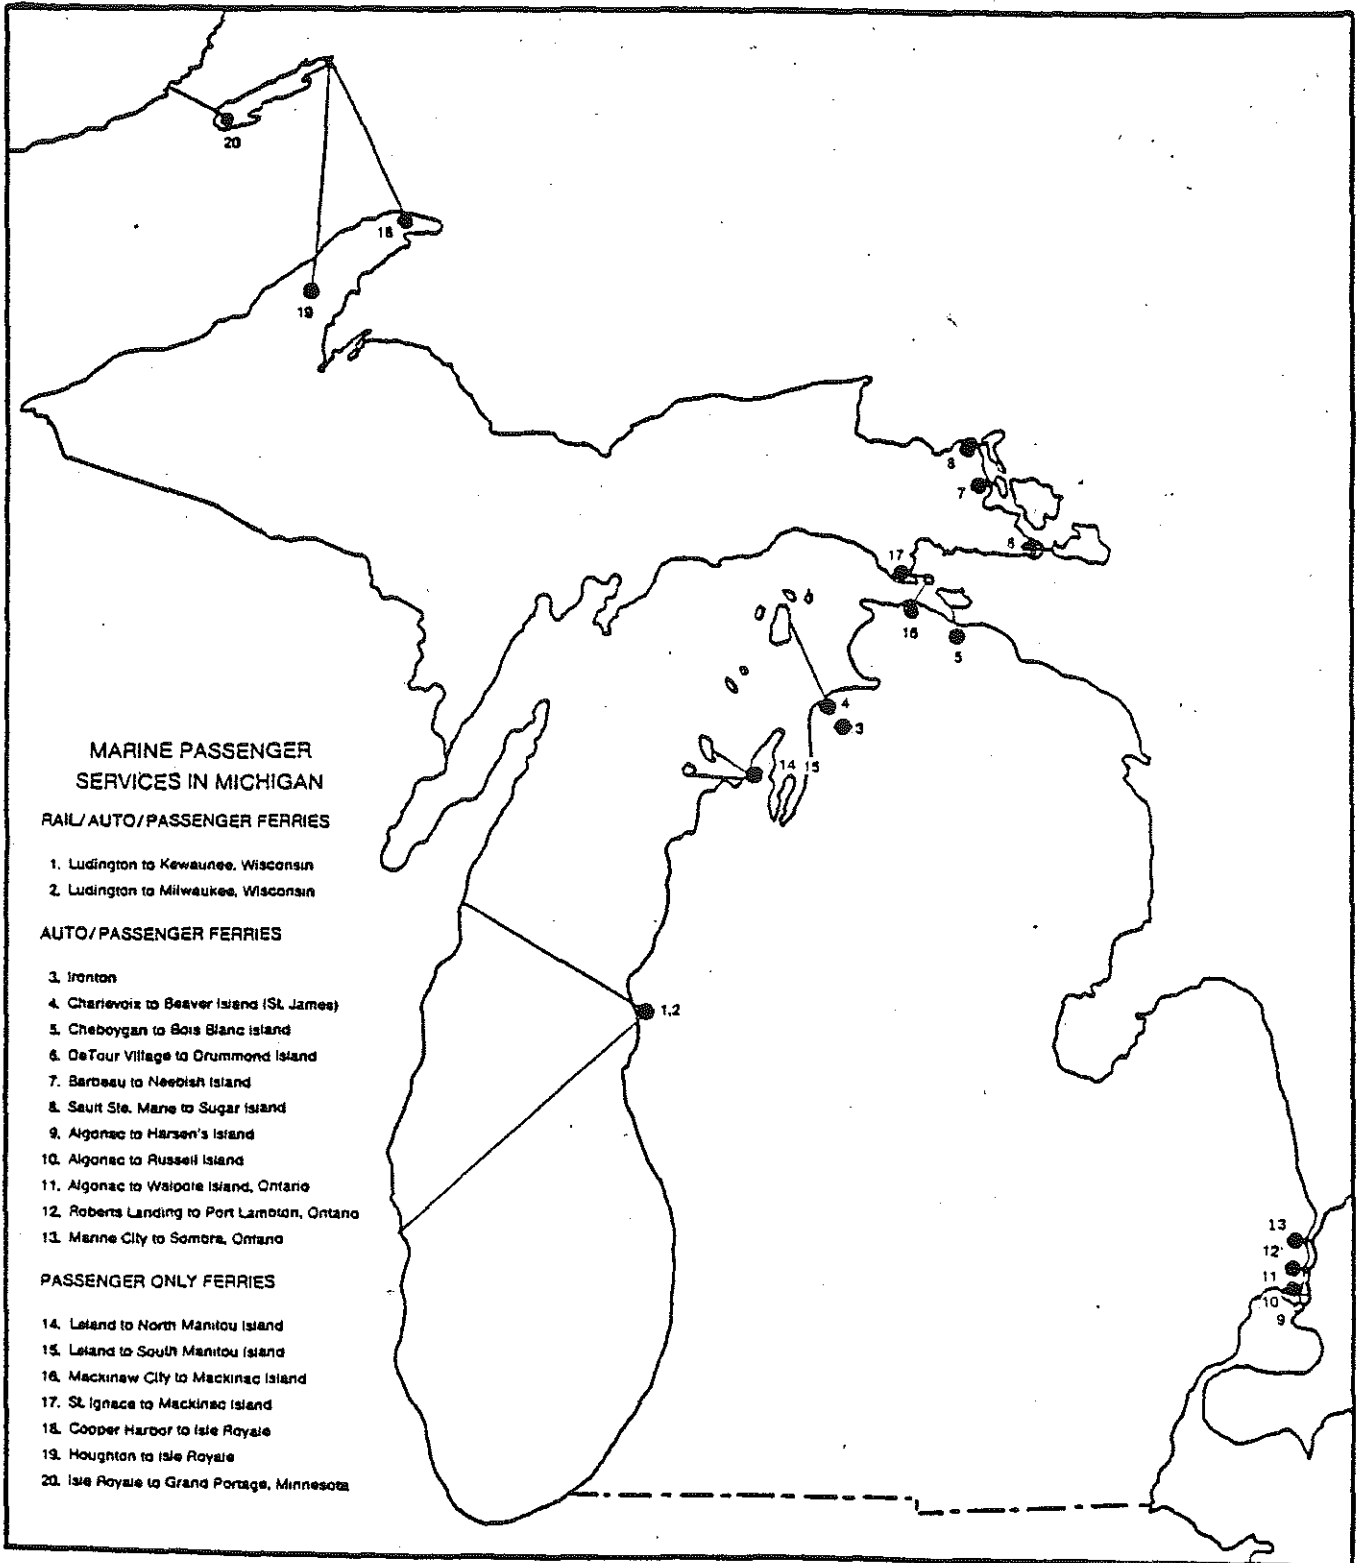 20
18
19
8
7
6
17
16
5
4
3
14 15
1,2
13
12
11
10
9
MARINE PASSENGER
SERVICES IN MICHIGAN
RAIL/AUTO/PASSENGER FERRIES
1. Ludington to Kewaunee, Wisconsin
2. Ludington to Milwaukee, Wisconsin
AUTO/PASSENGER FERRIES
3. Ironton
4. Charlevoix to Beaver Island (St. James)
5. Cheboygan to Bois Blanc Island
6. DeTour Village to Drummond Island
7. Barbeau to Neebish Island
8. Sault Ste. Marie to Sugar Island
9. Algonac to Harsen's Island
10. Algonac to Russell Island
11. Algonac to Walpole Island, Ontario
12. Roberts Landing to Port Lambton, Ontario
13. Marine City to Sombra, Ontario
PASSENGER ONLY FERRIES
14. Leland to North Manitou Island
15. Leland to South Manitou Island
16. Mackinaw City to Mackinac Island
17. St. Ignace to Mackinac Island
18. Cooper Harbor to Isle Royale
19. Houghton to Isle Royale
20. Isle Royale to Grand Portage, Minnesota